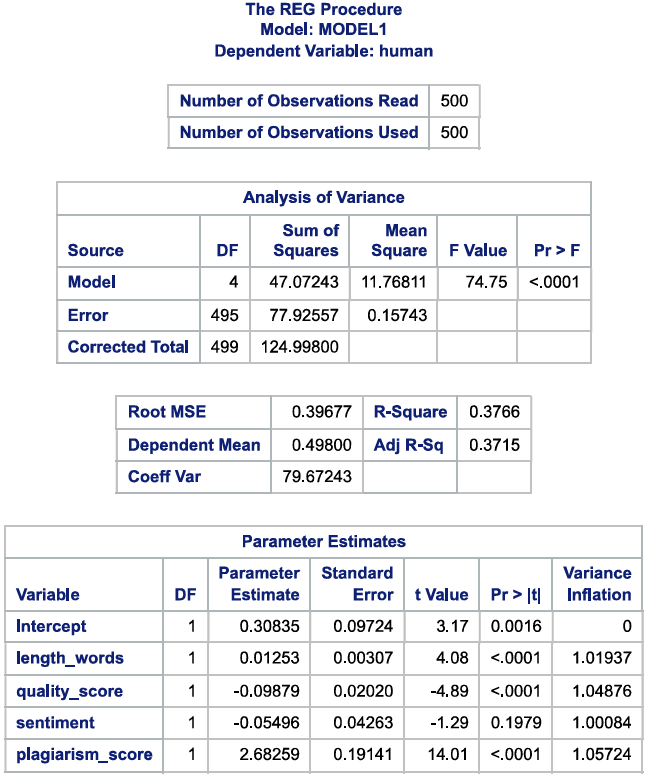 The REG Procedure
Model: MODEL1
Dependent Variable: human
Number of Observations Read 500
Number of Observations Used 500
Analysis of Variance
Source DF Sum of Squares Mean Square F Value Pr > F
Model 4 47.07243 11.76811 74.75 <.0001
Error 495 77.92557 0.15743
Corrected Total 499 124.99800
Root MSE 0.39677 R-Square 0.3766
Dependent Mean 0.49800 Adj R-Sq 0.3715
Coeff Var 79.67243
Parameter Estimates
Variable DF Parameter Estimate Standard Error t Value Pr > |t| Variance Inflation
Intercept 1 0.30835 0.09724 3.17 0.0016 0
length_words 1 0.01253 0.00307 4.08 <.0001 1.01937
quality_score 1 -0.09879 0.02020 -4.89 <.0001 1.04876
sentiment 1 -0.05496 0.04263 -1.29 0.1979 1.00084
plagiarism_score 1 2.68259 0.19141 14.01 <.0001 1.05724